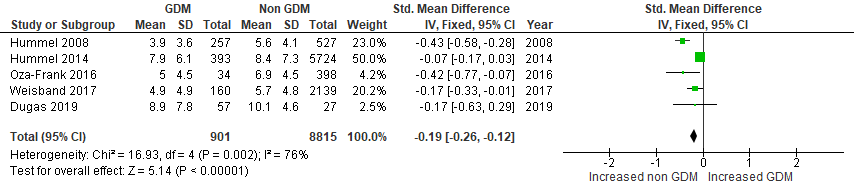 GDM Non GDM Std. Mean Difference Std. Mean Difference
Study or Subgroup Mean SD Total Mean SD Total Weight IV, Fixed, 95% CI Year IV, Fixed, 95% CI
Hummel 2008 3.9 3.6 257 5.6 4.1 527 23.0% -0.43 [-0.58, -0.28] 2008
Hummel 2014 7.9 6.1 393 8.4 7.3 5724 50.0% -0.07 [-0.17, 0.03] 2014
Oza-Frank 2016 5 4.5 34 6.9 4.5 398 4.2% -0.42 [-0.77, -0.07] 2016
Weisband 2017 4.9 4.9 160 5.7 4.8 2139 20.2% -0.17 [-0.33, -0.01] 2017
Dugas 2019 8.9 7.8 57 10.1 4.6 27 2.5% -0.17 [-0.63, 0.29] 2019
Total (95% CI) 901 8815 100.0% -0.19 [-0.26, -0.12]
Heterogeneity: Chi² = 16.93, df = 4 (P = 0.002); I² = 76%
Test for overall effect: Z = 5.14 (P < 0.00001)
-2 -1 0 1 2
Increased non GDM Increased GDM